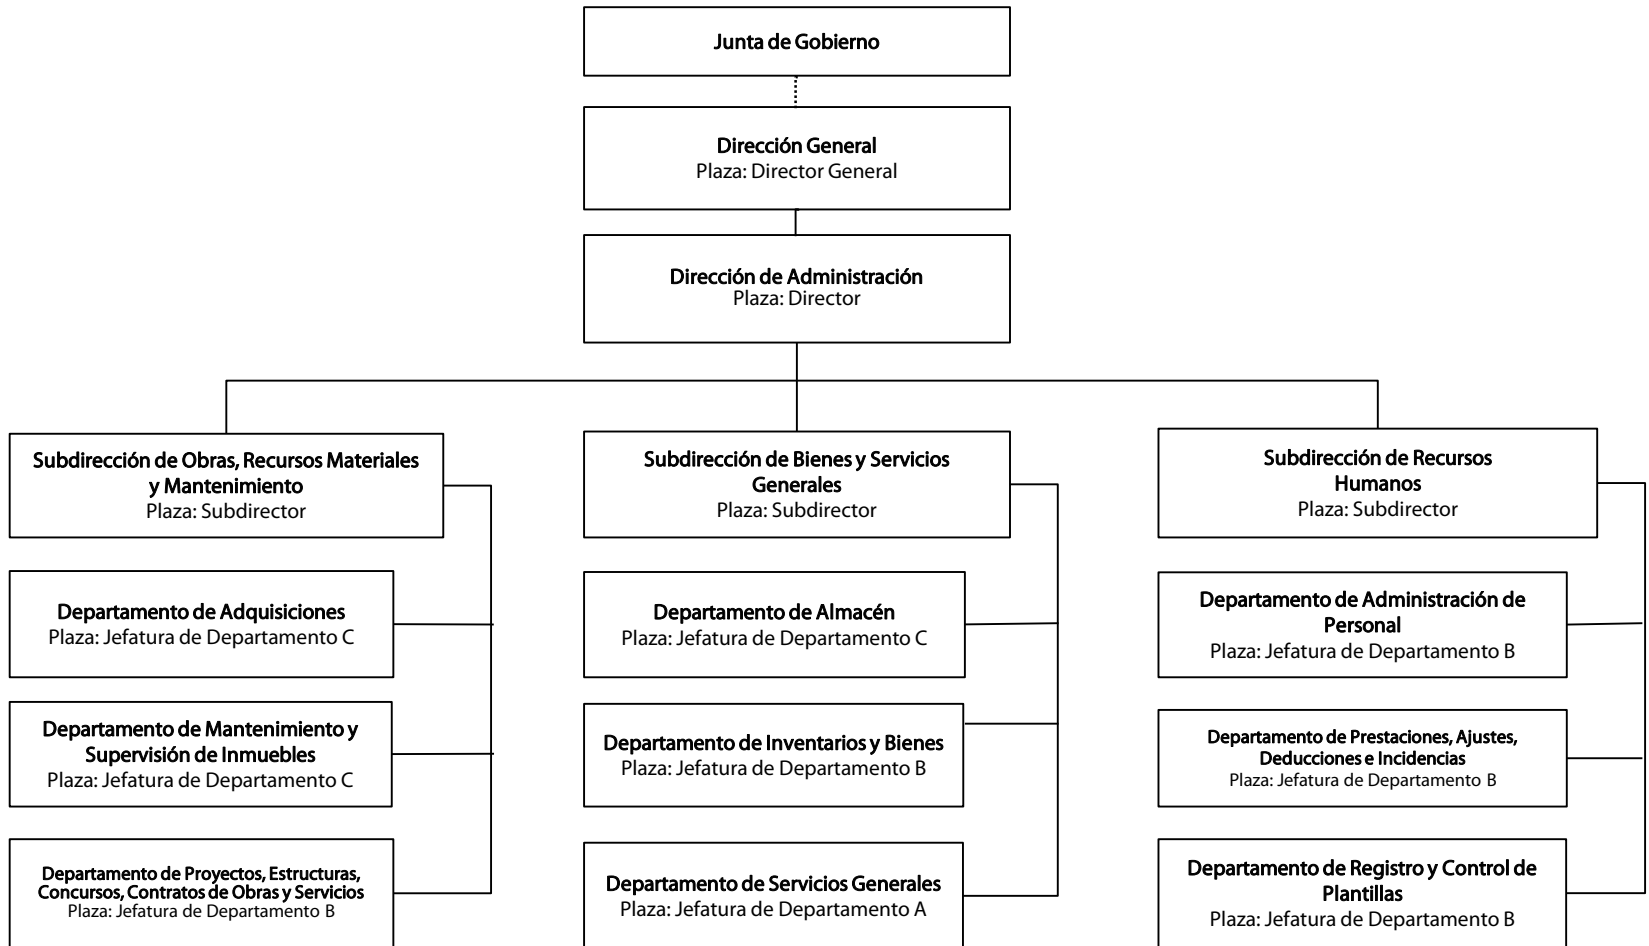 Junta de Gobierno
Dirección General
Plaza: Director General
Dirección de Administración
Plaza: Director
Subdirección de Obras, Recursos Materiales
y Mantenimiento
Plaza: Subdirector
Departamento de Adquisiciones
Plaza: Jefatura de Departamento C
Departamento de Mantenimiento y
Supervisión de Inmuebles
Plaza: Jefatura de Departamento C
Departamento de Proyectos, Estructuras,
Concursos, Contratos de Obras y Servicios
Plaza: Jefatura de Departamento B
Subdirección de Bienes y Servicios
Generales
Plaza: Subdirector
Departamento de Almacén
Plaza: Jefatura de Departamento C
Departamento de Inventarios y Bienes
Plaza: Jefatura de Departamento B
Departamento de Servicios Generales
Plaza: Jefatura de Departamento A
Subdirección de Recursos
Humanos
Plaza: Subdirector
Departamento de Administración de
Personal
Plaza: Jefatura de Departamento B
Departamento de Prestaciones, Ajustes,
Deducciones e Incidencias
Plaza: Jefatura de Departamento B
Departamento de Registro y Control de
Plantillas
Plaza: Jefatura de Departamento B